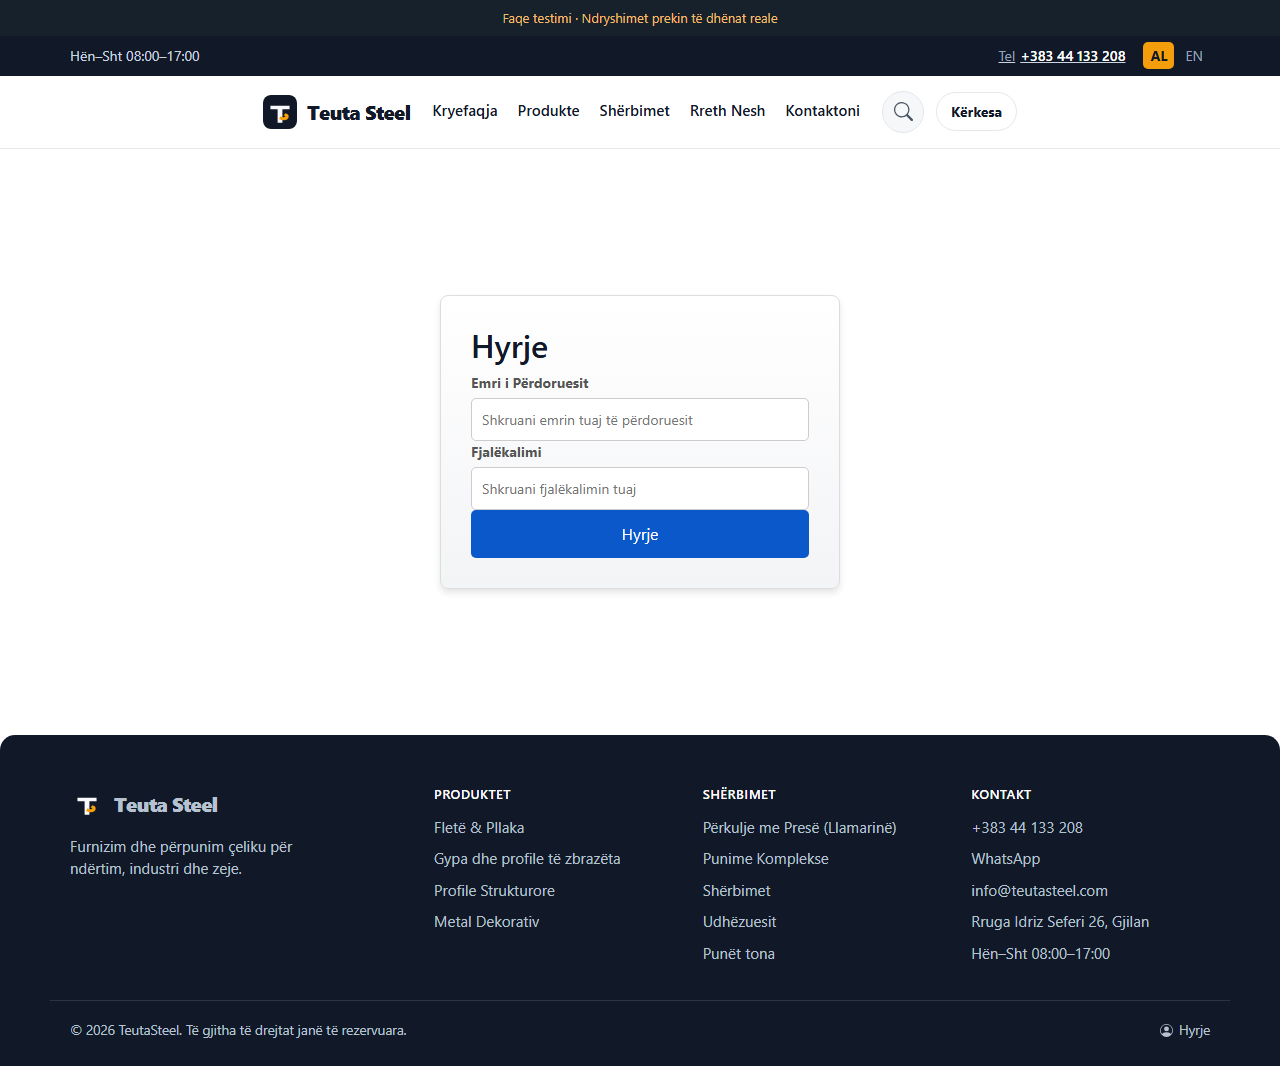 Faqe testimi · Ndryshimet prekin të dhënat reale
Hën–Sht 08:00–17:00
Tel +383 44 133 208 AL EN
Teuta Steel Kryefaqja Produkte Shërbimet Rreth Nesh Kontaktoni Kërkesa
Hyrje
Emri i Përdoruesit
Shkruani emrin tuaj të përdoruesit
Fjalëkalimi
Shkruani fjalëkalimin tuaj
Hyrje
Teuta Steel
Furnizim dhe përpunim çeliku për
ndërtim, industri dhe zeje.
PRODUKTET
Fletë & Pllaka
Gypa dhe profile të zbrazëta
Profile Strukturore
Metal Dekorativ
SHËRBIMET
Përkulje me Presë (Llamarinë)
Punime Komplekse
Shërbimet
Udhëzuesit
Punët tona
KONTAKT
+383 44 133 208
WhatsApp
info@teutasteel.com
Rruga Idriz Seferi 26, Gjilan
Hën–Sht 08:00–17:00
© 2026 TeutaSteel. Të gjitha të drejtat janë të rezervuara.
Hyrje